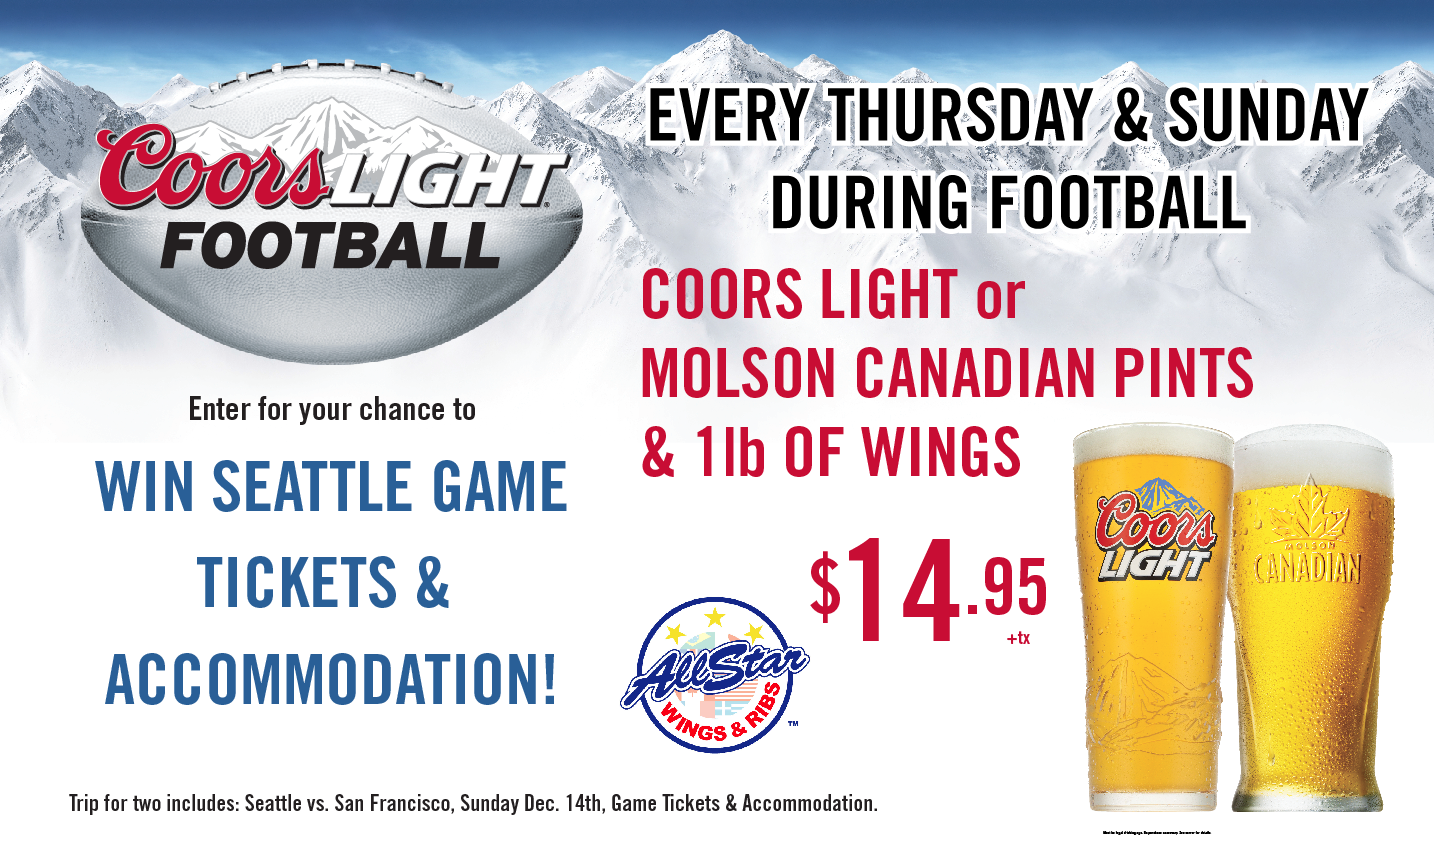 Coors LIGHT
FOOTBALL
Enter for your chance to
WIN SEATTLE GAME
TICKETS &
ACCOMMODATION!
EVERY THURSDAY & SUNDAY
DURING FOOTBALL
COORS LIGHT or
MOLSON CANADIAN PINTS
& 1lb OF WINGS
$14.95
+tx
AllStar
WINGS & RIBS
TM
Coors
LIGHT
MOLSON
CANADIAN
Trip for two includes: Seattle vs. San Francisco, Sunday Dec. 14th, Game Tickets & Accommodation.